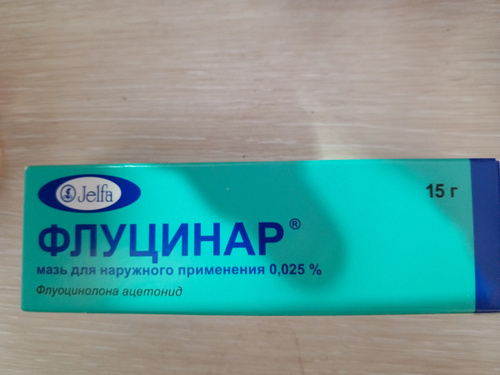 Jelfa
15 г
ФЛУЦИНАР®
мазь для наружного применения 0,025 %
Флуоцинолона ацетонид